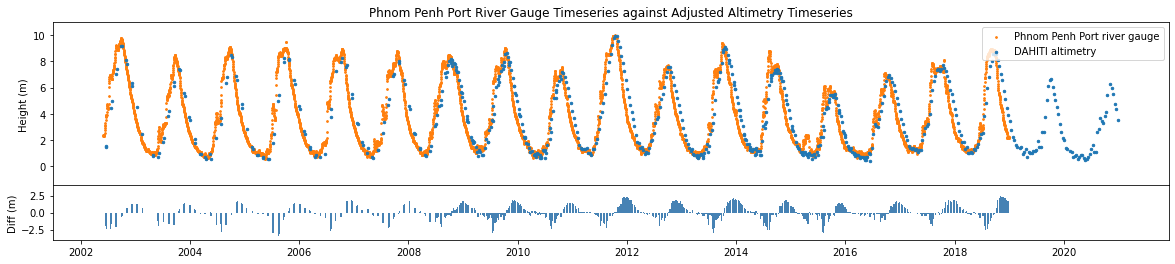 Phnom Penh Port River Gauge Timeseries against Adjusted Altimetry Timeseries
Phnom Penh Port river gauge
DAHITI altimetry
Height (m)
10
8
6
4
2
0
Diff (m)
2.5
0.0
−2.5
2002 2004 2006 2008 2010 2012 2014 2016 2018 2020